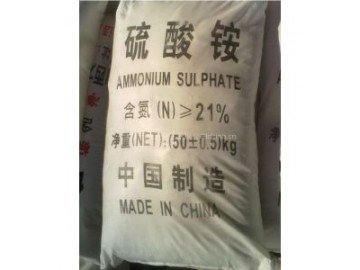 硫酸铵
AMMONIUM SULPHATE
含氮(N)≥21%
净重(NET):(50±0.5)kg
中国制造
MADE IN CHINA